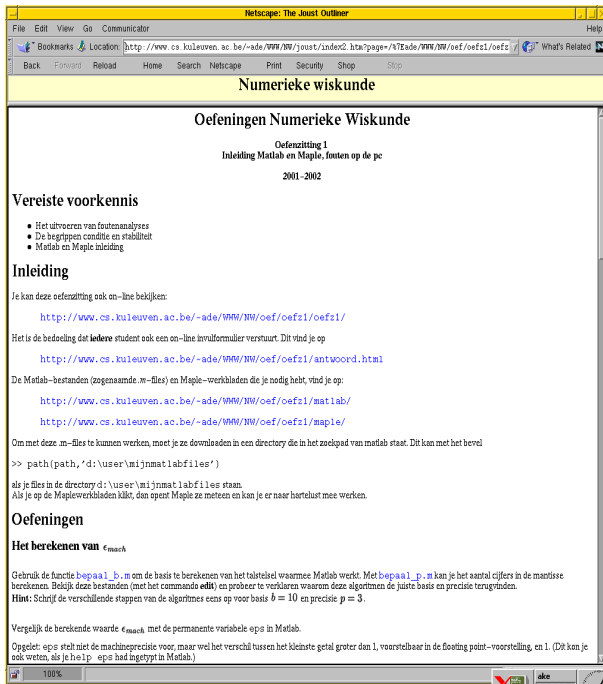 Netscape: The Joust Outliner
File Edit View Go Communicator Help
Bookmarks Location: http://www.cs.kuleuven.ac.be/~ade/WWW/NW/joust/index2.htm?page=/%7Eade/WWW/NW/oef/oefz1/oefz What's Related
Back Forward Reload Home Search Netscape Print Security Shop Stop
Numerieke wiskunde
Oefeningen Numerieke Wiskunde
Oefenzitting 1
Inleiding Matlab en Maple, fouten op de pc
2001-2002
Vereiste voorkennis
Het uitvoeren van foutenanalyses
De begrippen conditie en stabiliteit
Matlab en Maple inleiding
Inleiding
Je kan deze oefenzitting ook on-line bekijken:
http://www.cs.kuleuven.ac.be/~ade/WWW/NW/oef/oefz1/oefz1/
Het is de bedoeling dat iedere student ook een on-line invulformulier verstuurt. Dit vind je op
http://www.cs.kuleuven.ac.be/~ade/WWW/NW/oef/oefz1/antwoord.html
De Matlab-bestanden (zogenaamde .m-files) en Maple-werkbladen die je nodig hebt, vind je op:
http://www.cs.kuleuven.ac.be/~ade/WWW/NW/oef/oefz1/matlab/
http://www.cs.kuleuven.ac.be/~ade/WWW/NW/oef/oefz1/maple/
Om met deze .m-files te kunnen werken, moet je ze downloaden in een directory die in het zoekpad van matlab staat. Dit kan met het bevel
>> path(path,'d:\user\mijnmatlabfiles')
als je files in de directory d:\user\mijnmatlabfiles staan.
Als je op de Maplewerkbladen klikt, dan opent Maple ze meteen en kan je er naar hartelust mee werken.
Oefeningen
Het berekenen van ϵmach
Gebruik de functie bepaal_b.m om de basis te berekenen van het talstelsel waarmee Matlab werkt. Met bepaal_p.m kan je het aantal cijfers in de mantisse
berekenen. Bekijk deze bestanden (met het commando edit) en probeer te verklaren waarom deze algoritmen de juiste basis en precisie terugvinden.
Hint: Schrijf de verschillende stappen van de algoritmes eens op voor basis b = 10 en precisie p = 3.
Vergelijk de berekende waarde ϵmach met de permanente variabele eps in Matlab.
Opgelet: eps stelt niet de machineprecisie voor, maar wel het verschil tussen het kleinste getal groter dan 1, voorstelbaar in de floating point-voorstelling, en 1. (Dit kon je
ook weten, als je help eps had ingetypt in Matlab.)
100%
ake